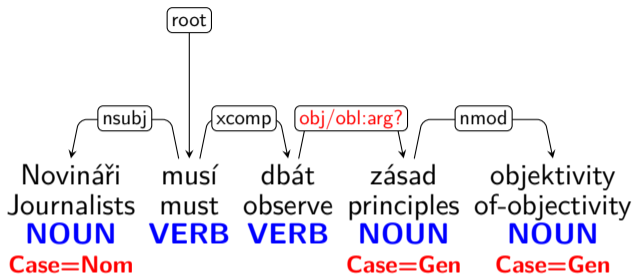 root
nsubj xcomp obj/obl:arg? nmod
Novináři musí dbát zásad objektivity
Journalists must observe principles of-objectivity
NOUN VERB VERB NOUN NOUN
Case=Nom Case=Gen Case=Gen